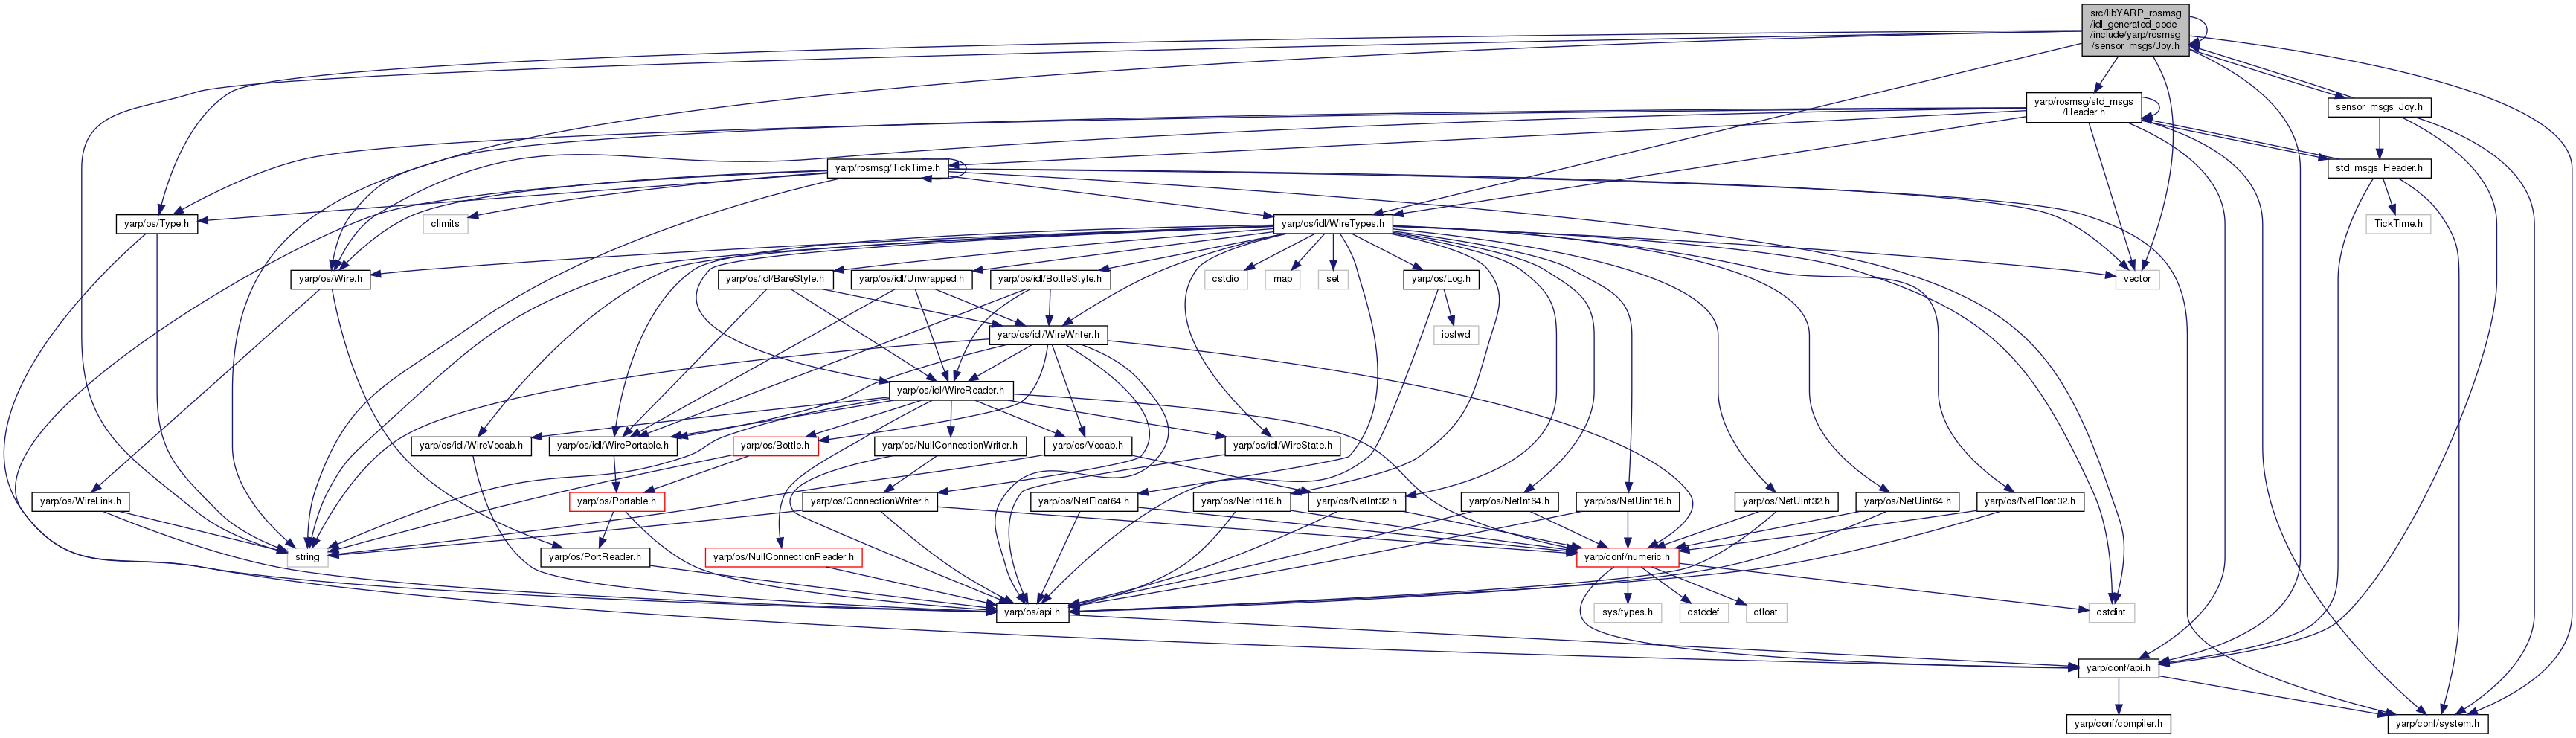 src/libYARP_rosmsg
/idl_generated_code
/include/yarp/rosmsg
/sensor_msgs/Joy.h
yarp/rosmsg/std_msgs
/Header.h
sensor_msgs_Joy.h
yarp/rosmsg/TickTime.h
std_msgs_Header.h
yarp/os/Type.h
climits
yarp/os/idl/WireTypes.h
TickTime.h
yarp/os/Wire.h
yarp/os/idl/BareStyle.h
yarp/os/idl/Unwrapped.h
yarp/os/idl/BottleStyle.h
cstdio
map
set
yarp/os/Log.h
vector
yarp/os/idl/WireWriter.h
iosfwd
yarp/os/idl/WireReader.h
yarp/os/idl/WireVocab.h
yarp/os/idl/WirePortable.h
yarp/os/Bottle.h
yarp/os/NullConnectionWriter.h
yarp/os/Vocab.h
yarp/os/idl/WireState.h
yarp/os/WireLink.h
yarp/os/Portable.h
yarp/os/ConnectionWriter.h
yarp/os/NetFloat64.h
yarp/os/NetInt16.h
yarp/os/NetInt32.h
yarp/os/NetInt64.h
yarp/os/NetUint16.h
yarp/os/NetUint32.h
yarp/os/NetUint64.h
yarp/os/NetFloat32.h
string
yarp/os/PortReader.h
yarp/os/NullConnectionReader.h
yarp/conf/numeric.h
yarp/os/api.h
sys/types.h
cstddef
cfloat
cstdint
yarp/conf/api.h
yarp/conf/compiler.h
yarp/conf/system.h